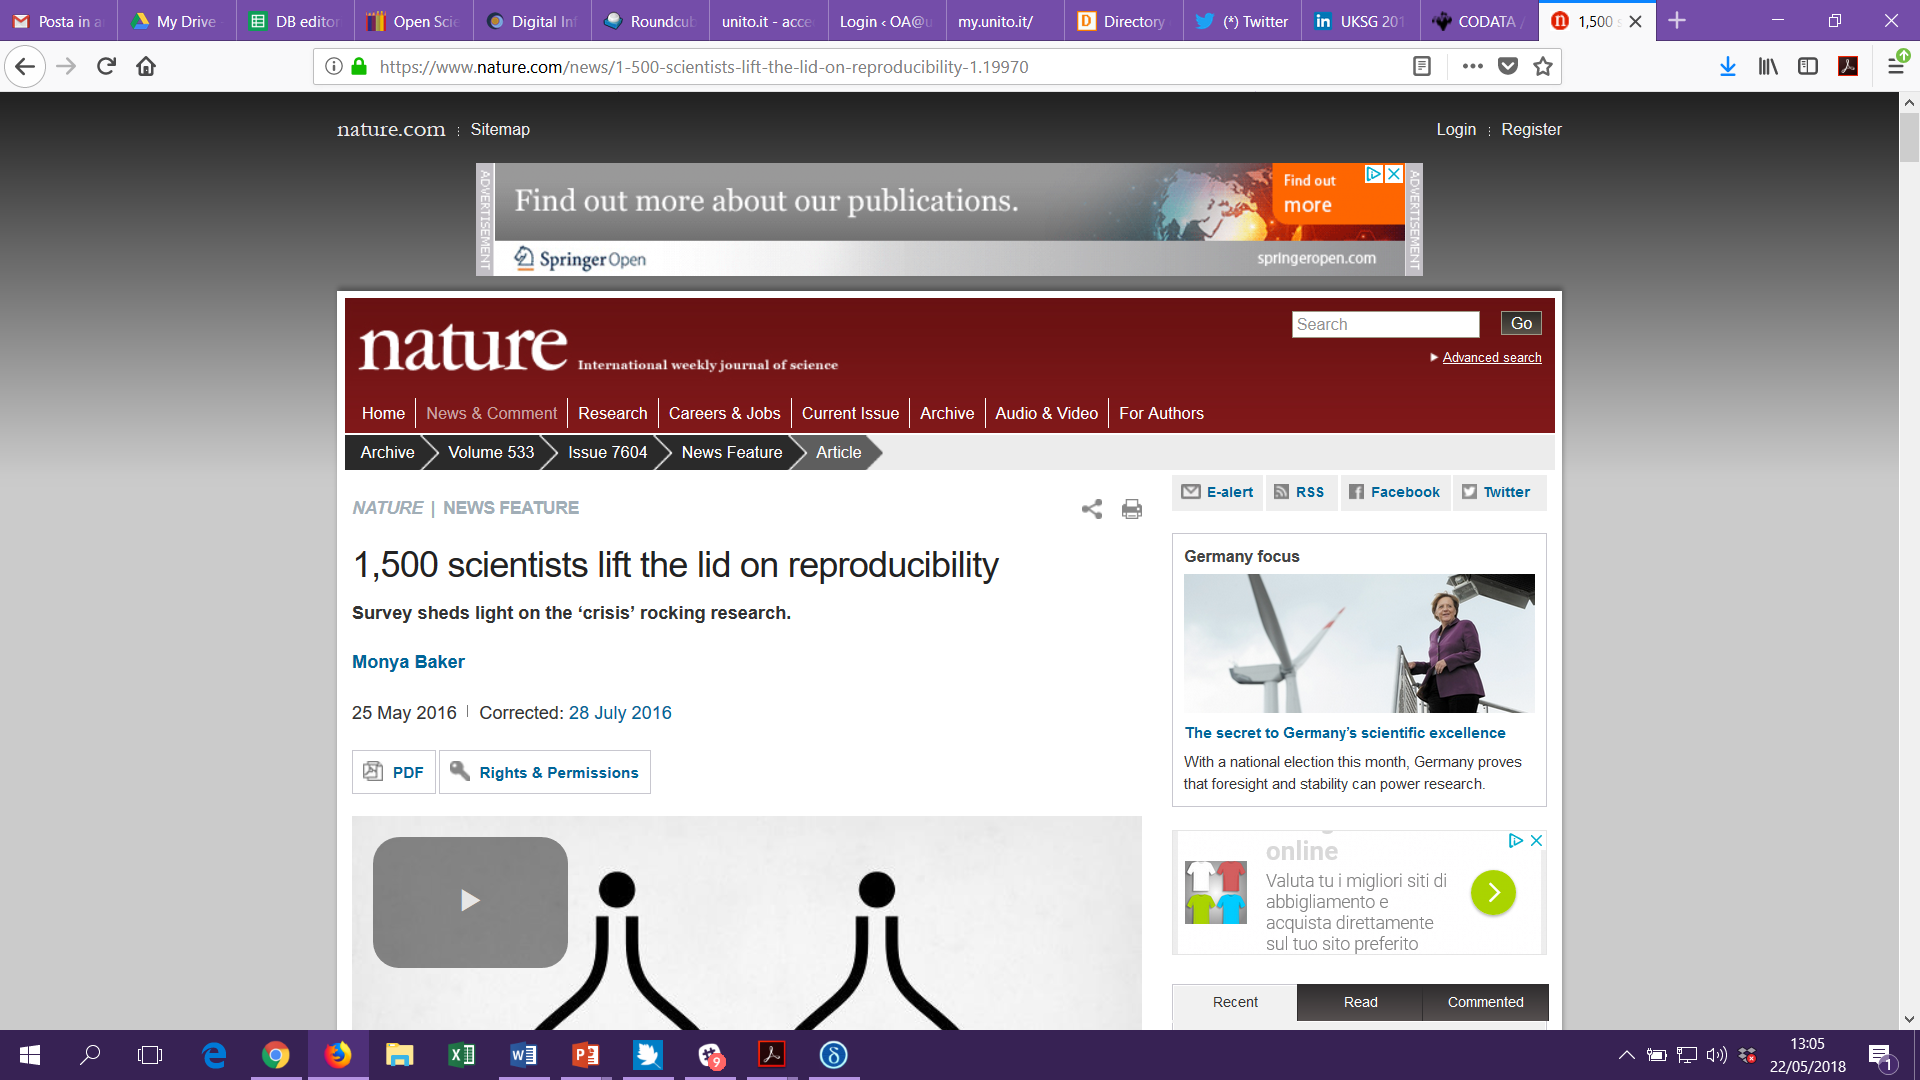 Posta in a
My Drive
DB editor
Open Scie
Digital Inf
Roundcub
unito.it - acce
Login ‹ OA@u
my.unito.it/
Directory
(*) Twitter
UKSG 201
CODATA /
1,500 s
https://www.nature.com/news/1-500-scientists-lift-the-lid-on-reproducibility-1.19970
nature.com
Sitemap
Login
Register
ADVERTISEMENT
Find out more about our publications.
Find out
more
Springer Open
springeropen.com
ADVERTISEMENT
nature International weekly journal of science
Search
Go
Advanced search
Home
News & Comment
Research
Careers & Jobs
Current Issue
Archive
Audio & Video
For Authors
Archive
Volume 533
Issue 7604
News Feature
Article
NATURE | NEWS FEATURE
1,500 scientists lift the lid on reproducibility
Survey sheds light on the ‘crisis’ rocking research.
Monya Baker
25 May 2016
Corrected: 28 July 2016
PDF
Rights & Permissions
E-alert
RSS
Facebook
Twitter
Germany focus
The secret to Germany’s scientific excellence
With a national election this month, Germany proves
that foresight and stability can power research.
online
Valuta tu i migliori siti di
abbigliamento e
acquista direttamente
sul tuo sito preferito
Recent
Read
Commented
9
13:05
22/05/2018
1